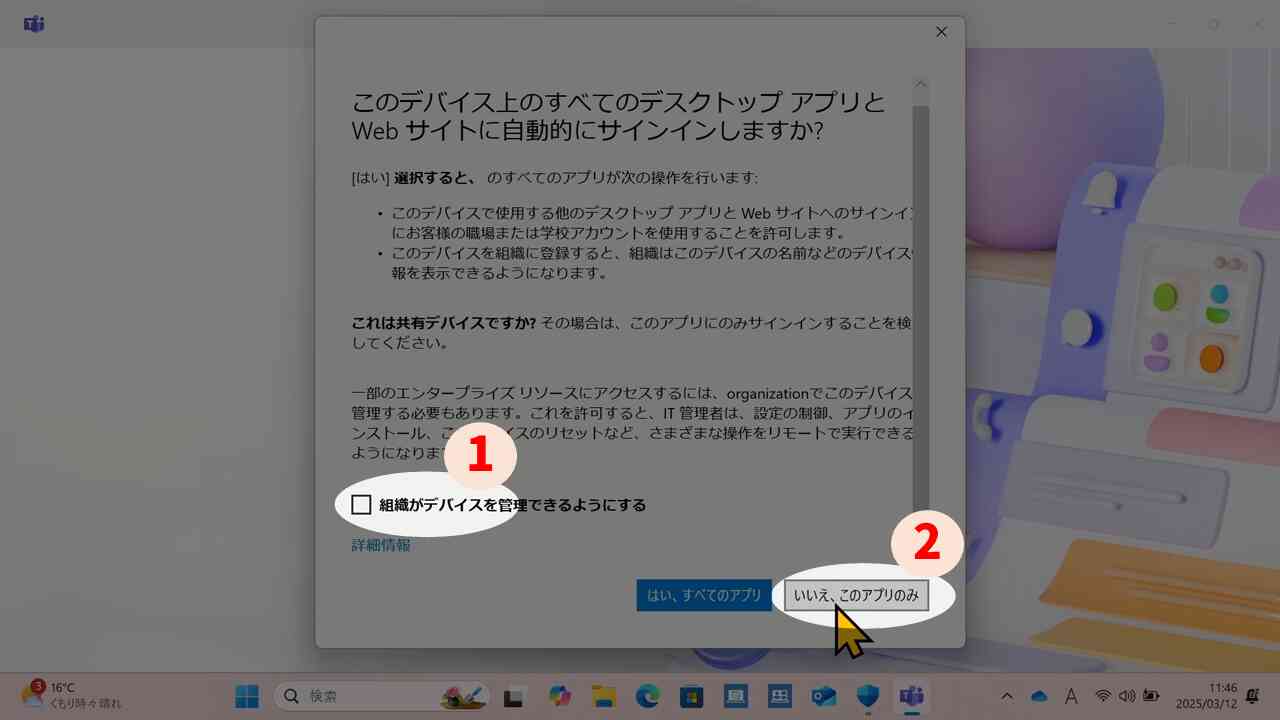 このデバイス上のすべてのデスクトップ アプリと
Web サイトに自動的にサインインしますか?
[はい] 選択すると、 のすべてのアプリが次の操作を行います:
• このデバイスで使用する他のデスクトップ アプリと Web サイトへのサインイン
にお客様の職場または学校アカウントを使用することを許可します。
• このデバイスを組織に登録すると、組織はこのデバイスの名前などのデバイス
報を表示できるようになります。
これは共有デバイスですか? その場合は、このアプリにのみサインインすることを検
してください。
一部のエンタープライズ リソースにアクセスするには、organizationでこのデバイス
管理する必要もあります。これを許可すると、IT 管理者は、設定の制御、アプリのイ
ンストール、こ イスのリセットなど、さまざまな操作をリモートで実行できる
ようになりま
1
組織がデバイスを管理できるようにする
詳細情報
2
はい、すべてのアプリ
いいえ、このアプリのみ
3
16°C
くもり時々晴れ
検索
A
11:46
2025/03/12